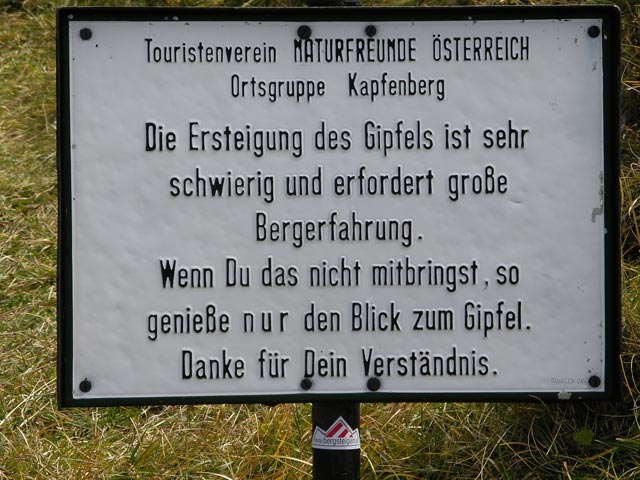 Touristenverein NATURFREUNDE ÖSTERREICH
Ortsgruppe Kapfenberg
Die Ersteigung des Gipfels ist sehr
schwierig und erfordert große
Bergerfahrung.
Wenn Du das nicht mitbringst, so
genieße nur den Blick zum Gipfel.
Danke für Dein Verständnis.